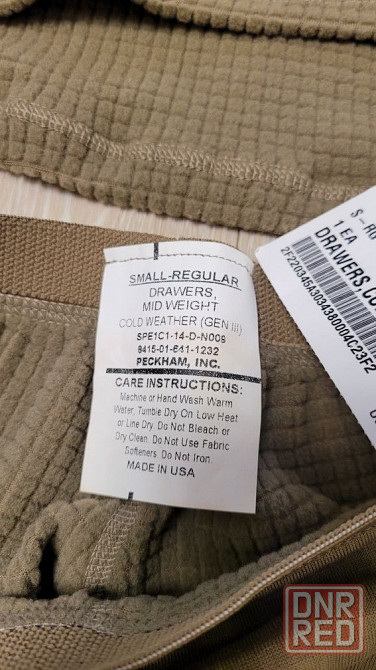 SMALL-REGULAR
DRAWERS,
MID WEIGHT
COLD WEATHER (GEN III)
SPE1C1-14-D-N009
8415-01-641-1232
PECKHAM, INC.
CARE INSTRUCTIONS:
Machine or Hand Wash Warm
Water, Tumble Dry On Low Heat
or Line Dry. Do Not Bleach or
Dry Clean. Do Not Use Fabric
Softeners. Do Not Iron.
MADE IN USA
1 EA
DRAWERS
2F220345A3034380004C23F2
DNR
RED